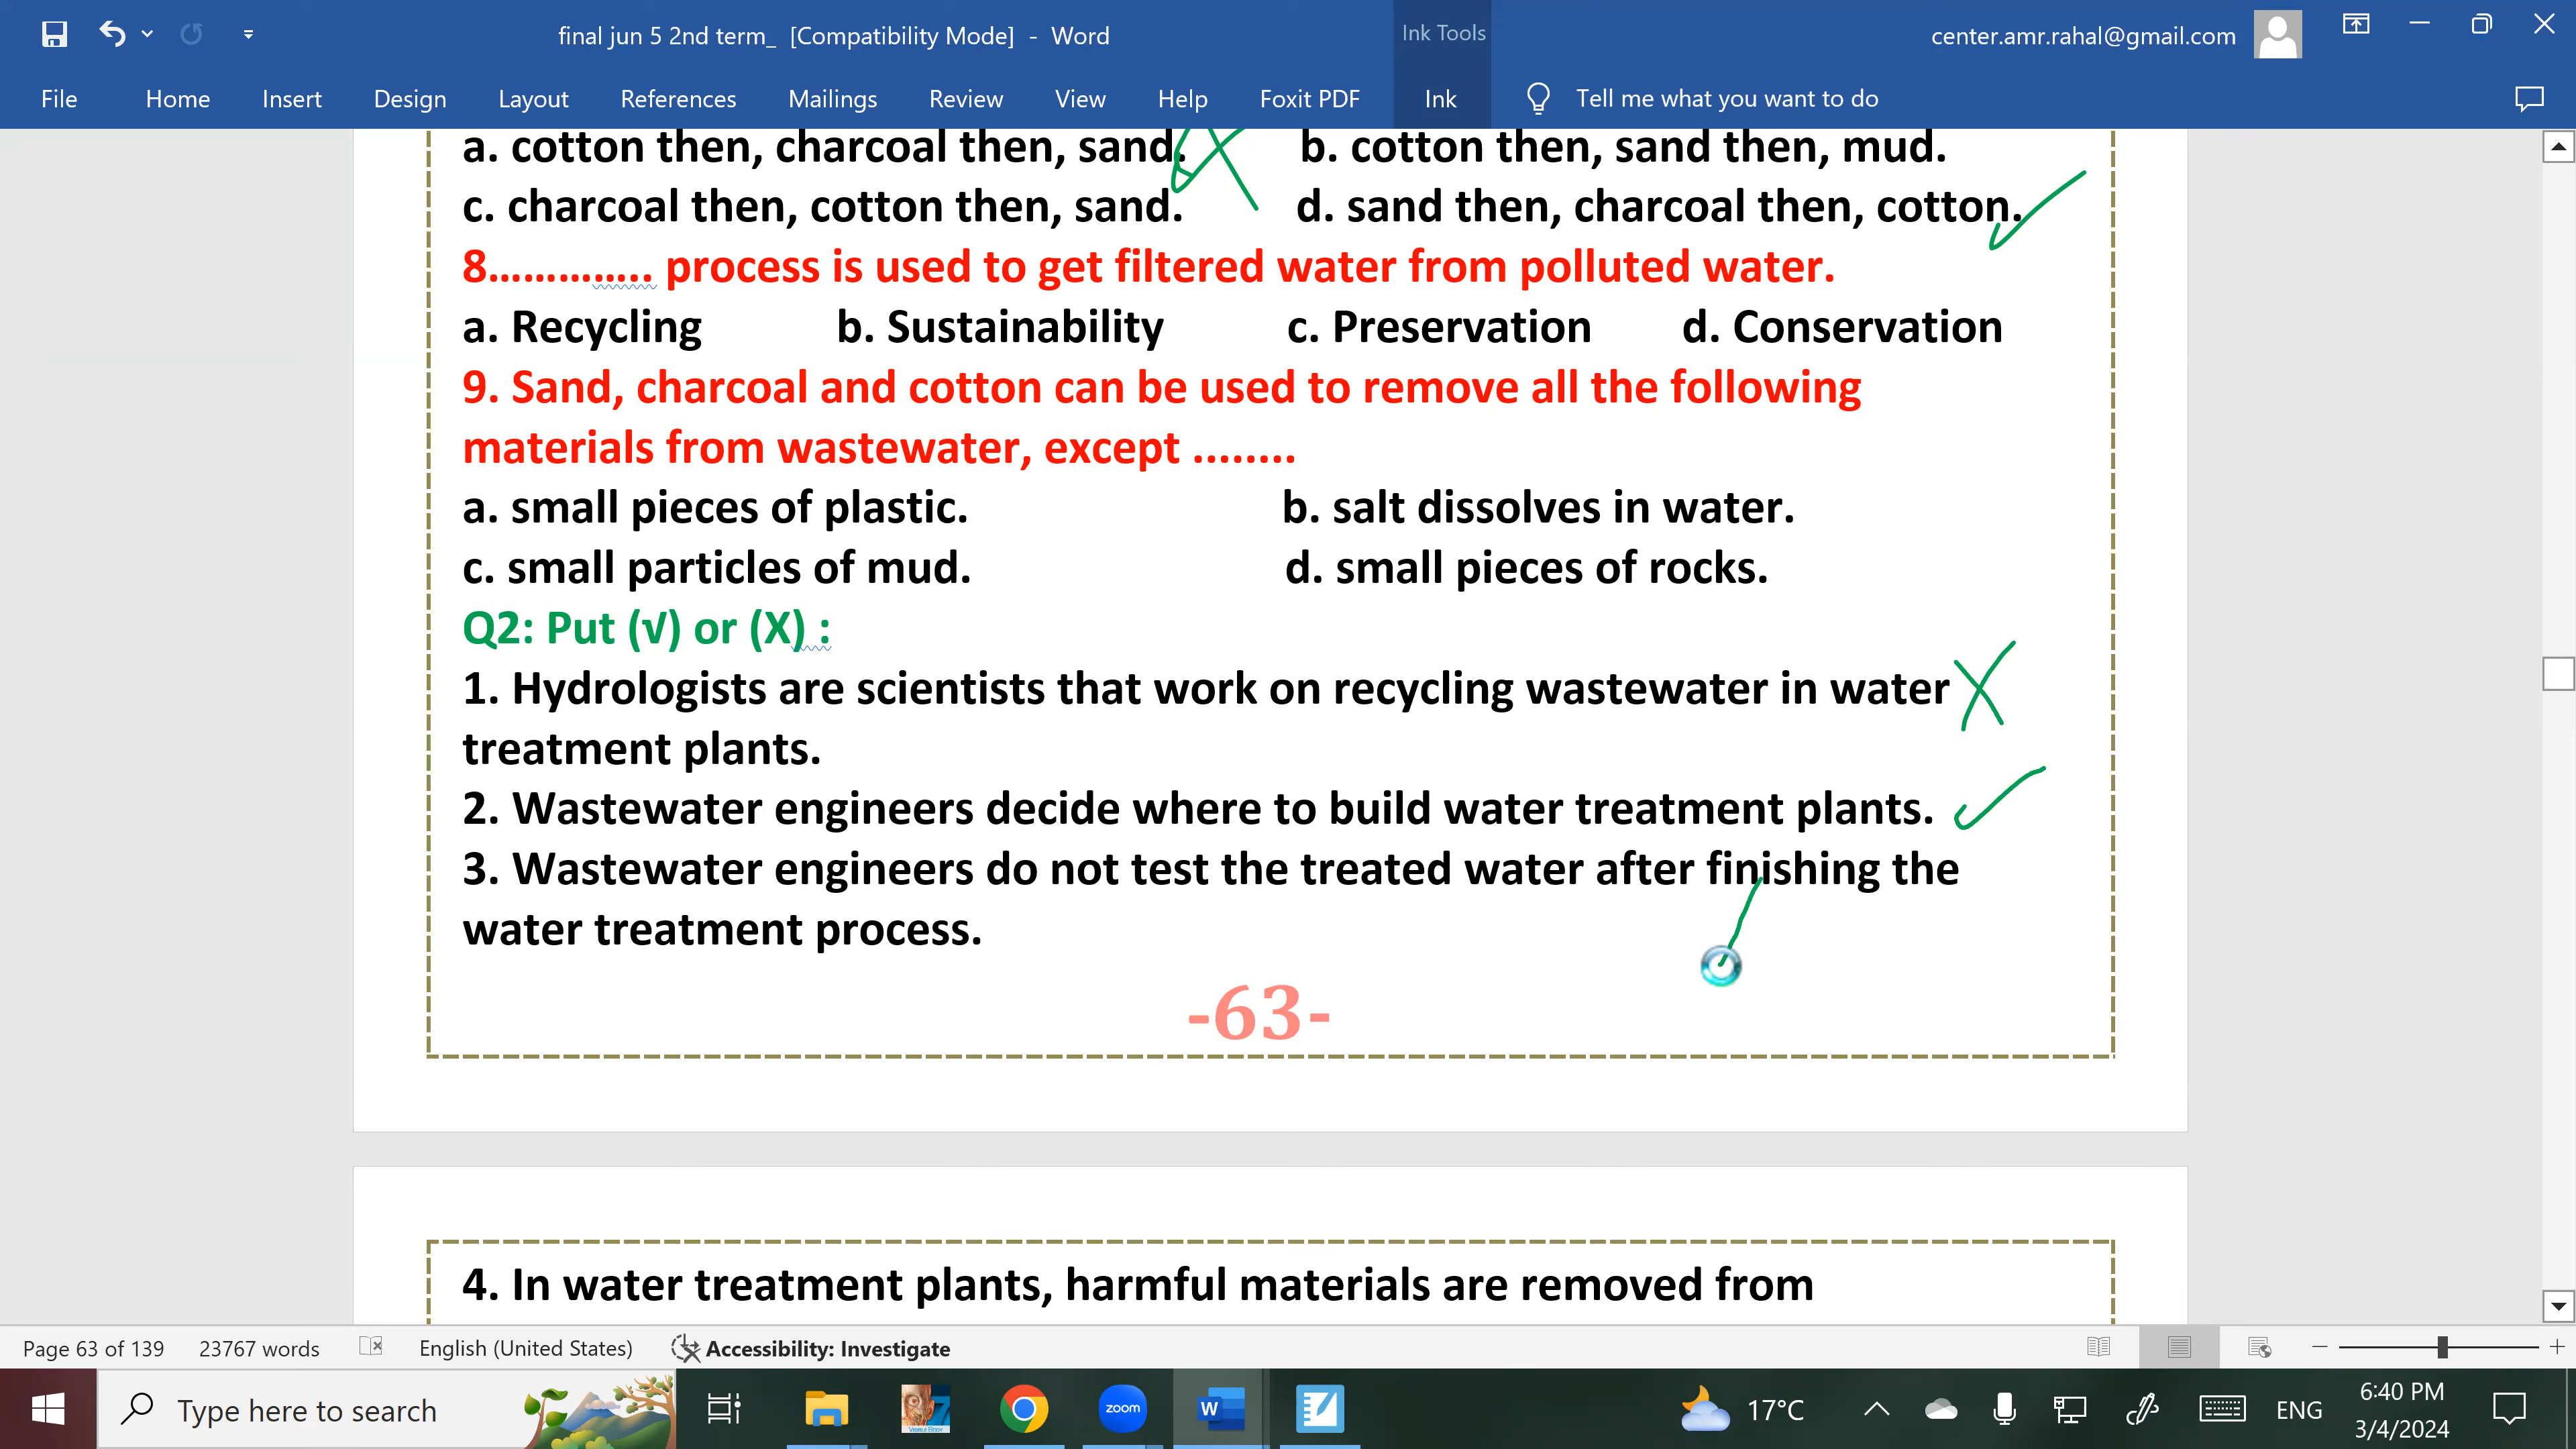 final jun 5 2nd term_ [Compatibility Mode] - Word
Ink Tools
center.amr.rahal@gmail.com
File Home Insert Design Layout References Mailings Review View Help Foxit PDF Ink Tell me what you want to do
a. cotton then, charcoal then, sand. b. cotton then, sand then, mud.
c. charcoal then, cotton then, sand. d. sand then, charcoal then, cotton.
8………….. process is used to get filtered water from polluted water.
a. Recycling b. Sustainability c. Preservation d. Conservation
9. Sand, charcoal and cotton can be used to remove all the following
materials from wastewater, except ........
a. small pieces of plastic. b. salt dissolves in water.
c. small particles of mud. d. small pieces of rocks.
Q2: Put (√) or (X) :
1. Hydrologists are scientists that work on recycling wastewater in water
treatment plants.
2. Wastewater engineers decide where to build water treatment plants.
3. Wastewater engineers do not test the treated water after finishing the
water treatment process.
-63-
4. In water treatment plants, harmful materials are removed from
Page 63 of 139 23767 words English (United States) Accessibility: Investigate
Type here to search
zoom
W
17°C
ENG
6:40 PM
3/4/2024